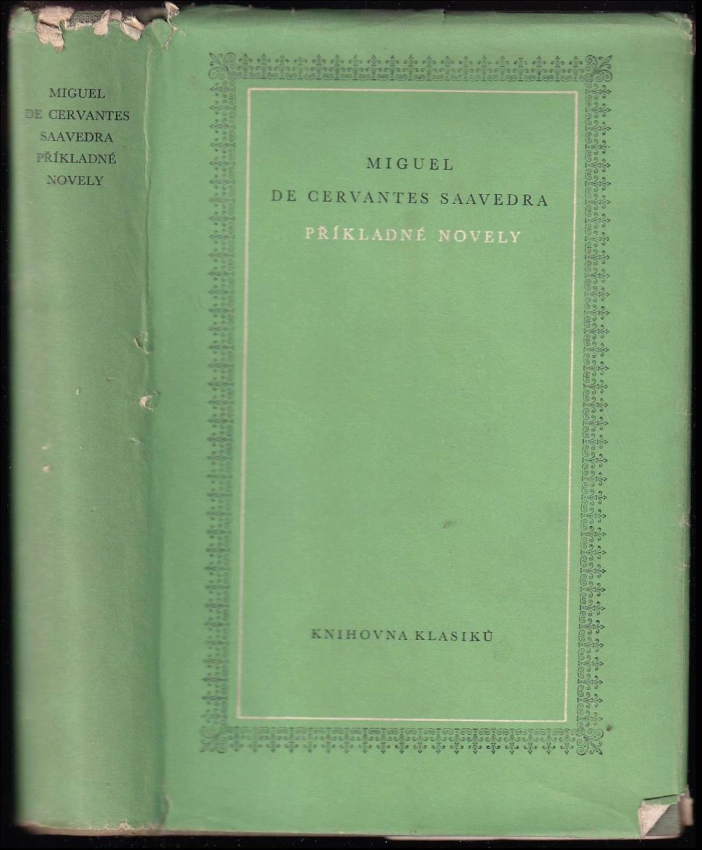 MIGUEL
DE CERVANTES
SAAVEDRA
PŘÍKLADNÉ
NOVELY
MIGUEL
DE CERVANTES SAAVEDRA
PŘÍKLADNÉ NOVELY
KNIHOVNA KLASIKŮ